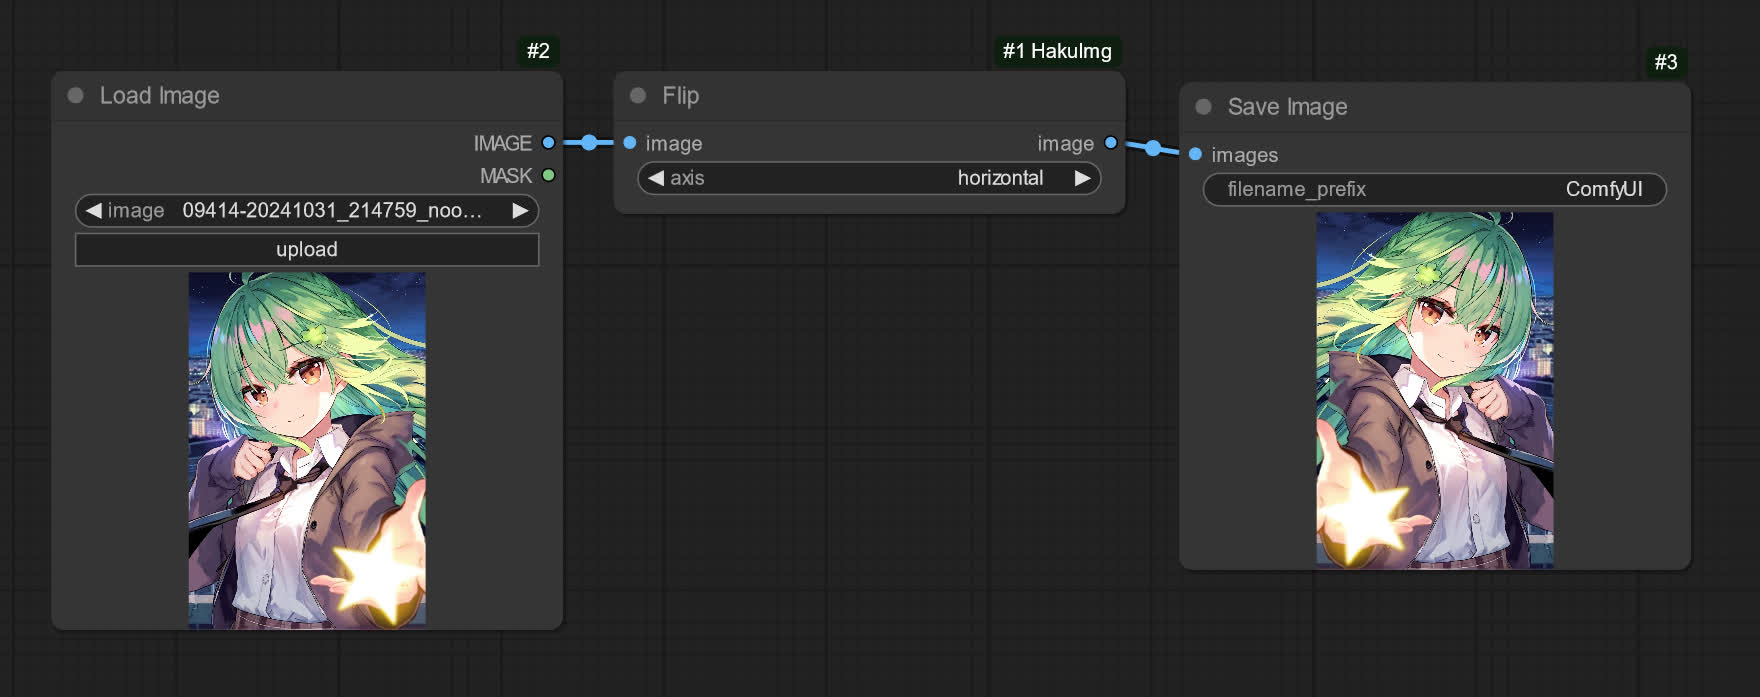 #2
Load Image
IMAGE
MASK
image 09414-20241031_214759_noo...
upload
#1 HakuImg
Flip
image image
axis horizontal
#3
Save Image
images
filename_prefix ComfyUI